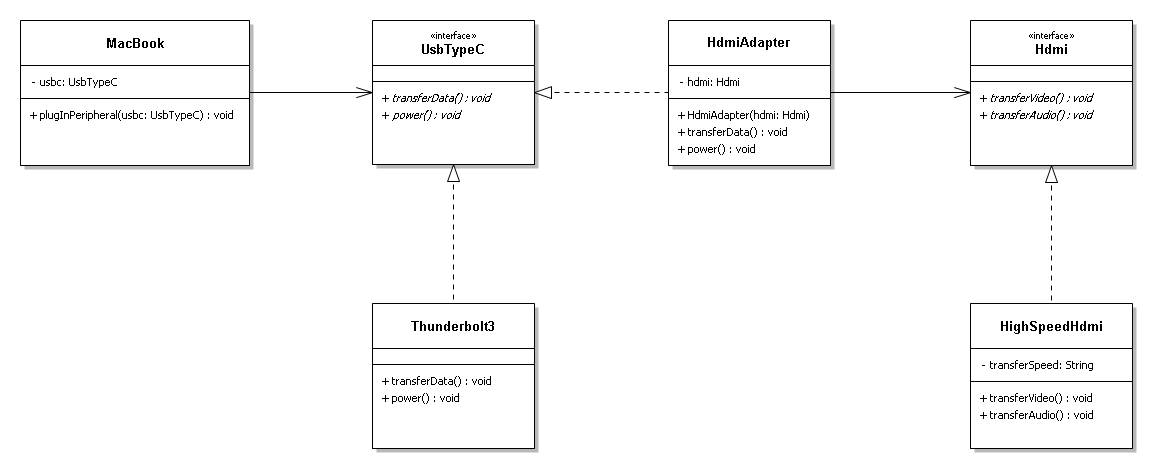 MacBook
- usbc: UsbTypeC
+ plugInPeripheral(usbc: UsbTypeC) : void
«interface»
UsbTypeC
+ transferData() : void
+ power() : void
HdmiAdapter
- hdmi: Hdmi
+ HdmiAdapter(hdmi: Hdmi)
+ transferData() : void
+ power() : void
«interface»
Hdmi
+ transferVideo() : void
+ transferAudio() : void
Thunderbolt3
+ transferData() : void
+ power() : void
HighSpeedHdmi
- transferSpeed: String
+ transferVideo() : void
+ transferAudio() : void